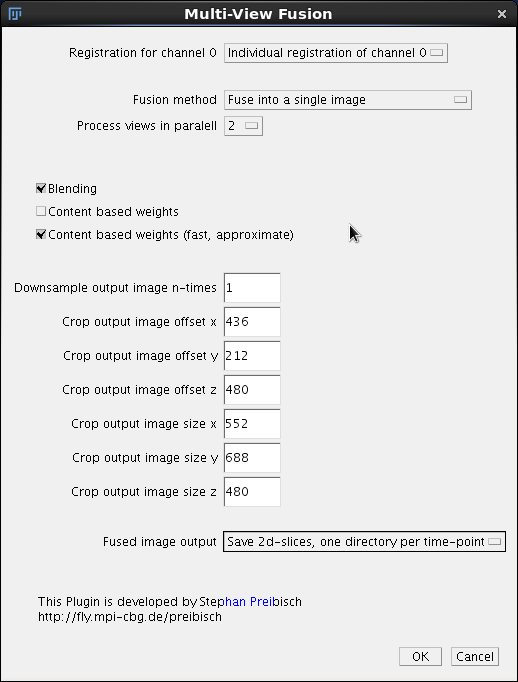 Multi-View Fusion
Registration for channel 0 Individual registration of channel 0
Fusion method Fuse into a single image
Process views in paralell 2
Blending
Content based weights
Content based weights (fast, approximate)
Downsample output image n-times 1
Crop output image offset x 436
Crop output image offset y 212
Crop output image offset z 480
Crop output image size x 552
Crop output image size y 688
Crop output image size z 480
Fused image output Save 2d-slices, one directory per time-point
This Plugin is developed by Stephan Preibisch
http://fly.mpi-cbg.de/preibisch
OK Cancel